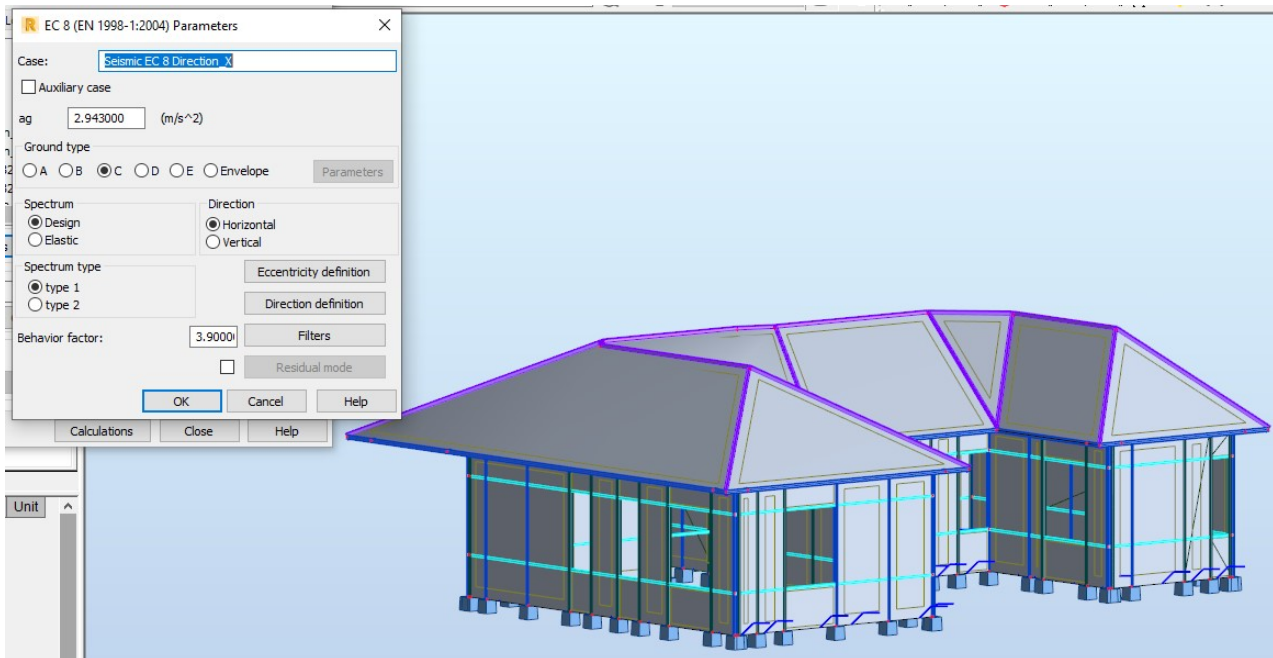 EC 8 (EN 1998-1:2004) Parameters
Case: Seismic EC 8 Direction_X
Auxiliary case
ag 2.943000 (m/s^2)
Ground type
A B C D E Envelope Parameters
Spectrum Direction
Design Horizontal
Elastic Vertical
Spectrum type Eccentricity definition
type 1
type 2 Direction definition
Behavior factor: 3.9000 Filters
Residual mode
OK Cancel Help
Calculations Close Help
Unit